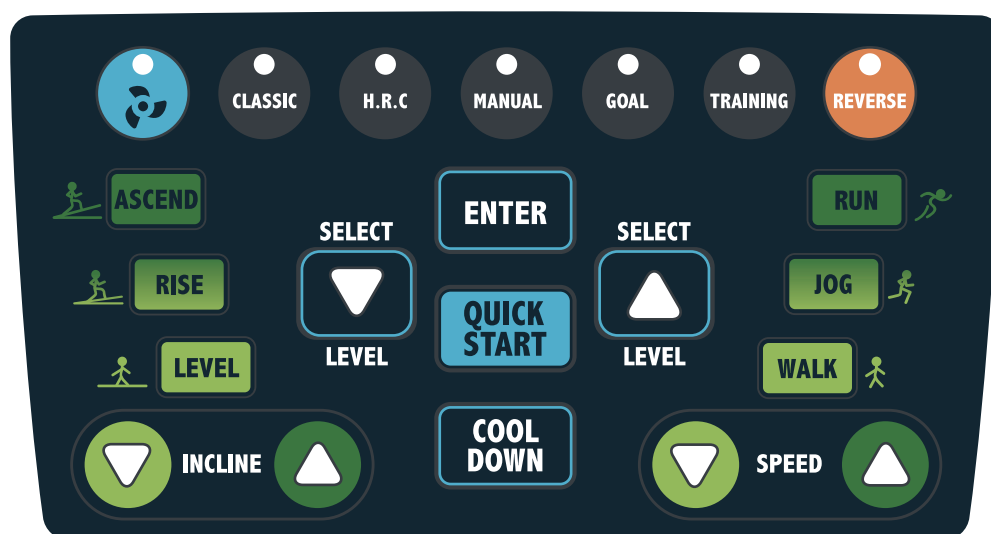 CLASSIC
H.R.C
MANUAL
GOAL
TRAINING
REVERSE
ASCEND
ENTER
RUN
SELECT
SELECT
RISE
JOG
QUICK
START
LEVEL
LEVEL
LEVEL
WALK
COOL
DOWN
INCLINE
SPEED